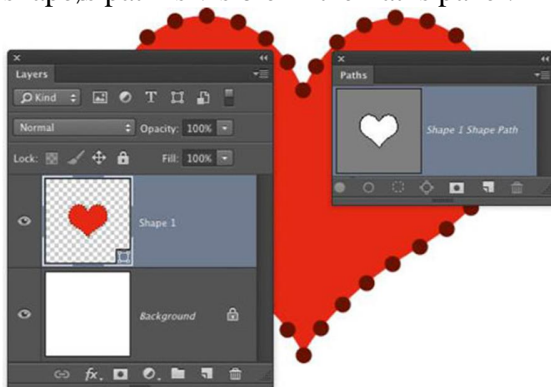 Layers
Kind
Normal
Opacity: 100%
Lock:
Fill: 100%
Shape 1
Background
fx
Paths
Shape 1 Shape Path